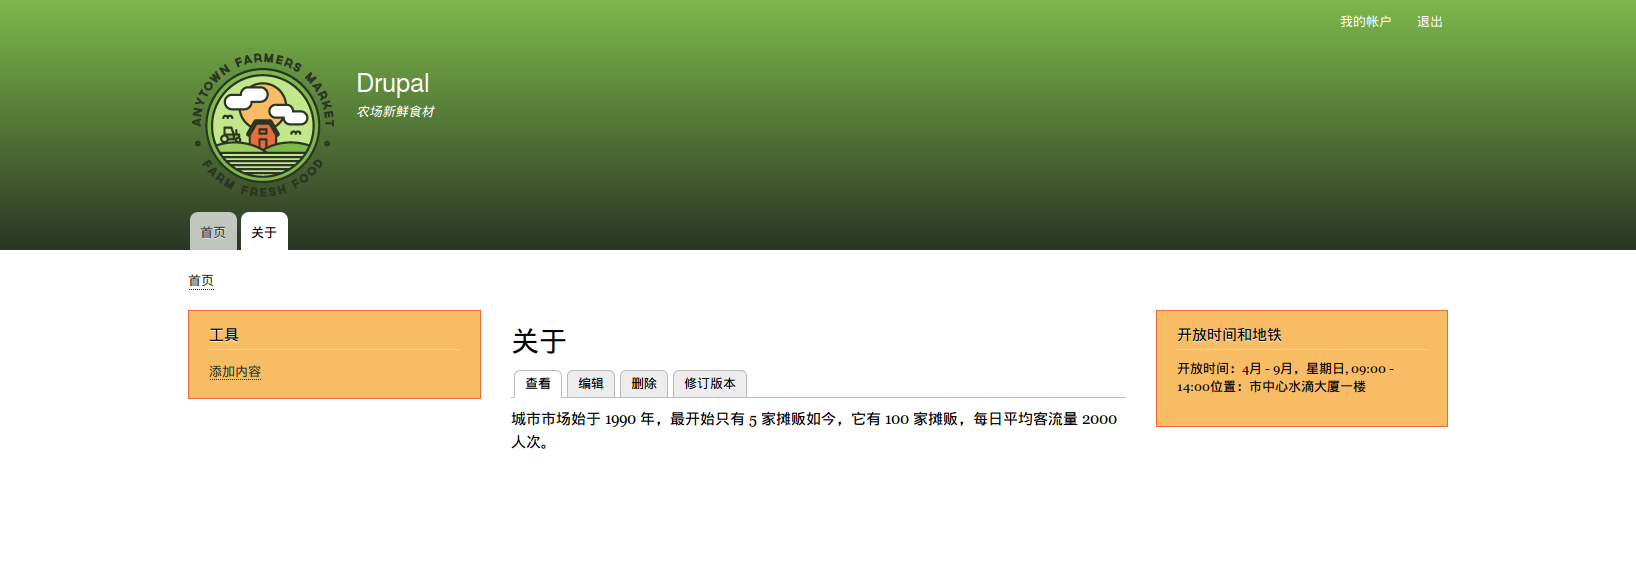 我的帐户 退出
ANYTOWN FARMERS MARKET
FARM FRESH FOOD
Drupal
农场新鲜食材
首页 关于
首页
工具
添加内容
关于
查看 编辑 删除 修订版本
城市市场始于 1990 年，最开始只有 5 家摊贩如今，它有 100 家摊贩，每日平均客流量 2000
人次。
开放时间和地铁
开放时间：4月 - 9月，星期日, 09:00 -
14:00位置：市中心水滴大厦一楼